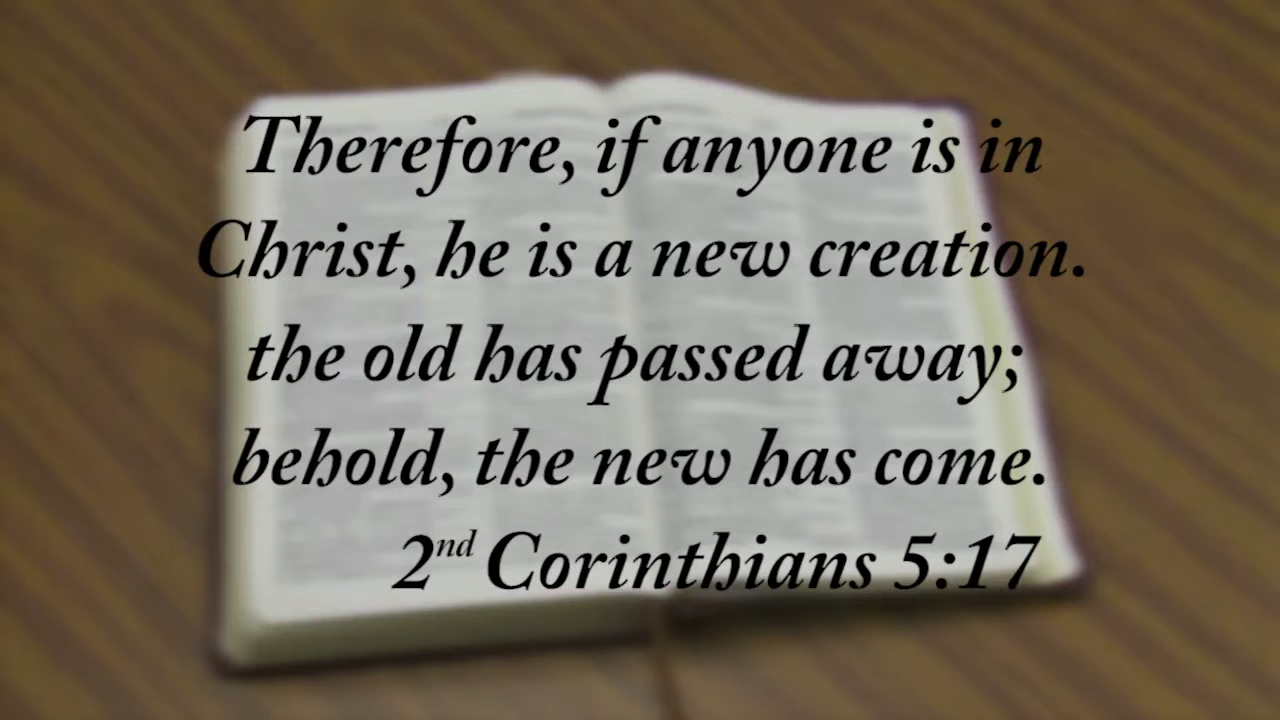 Therefore, if anyone is in
Christ, he is a new creation.
the old has passed away;
behold, the new has come.
2nd Corinthians 5:17